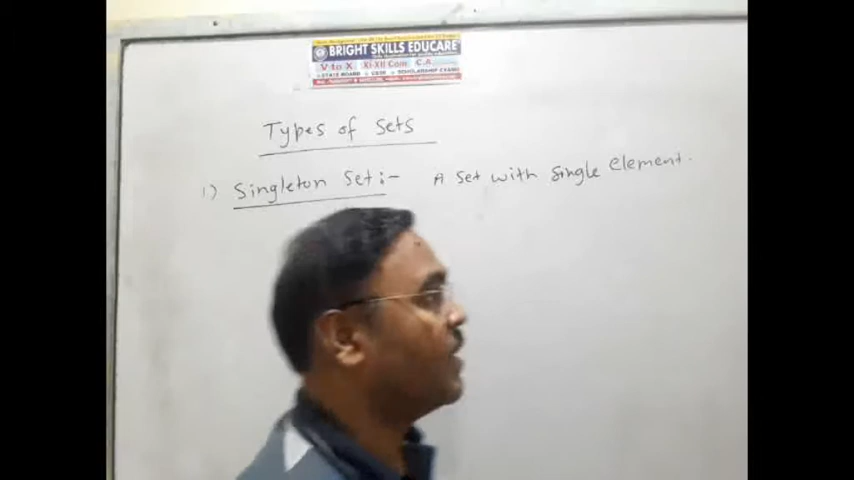 BRIGHT SKILLS EDUCARE
V to X XI-XII Com C.A.
STATE BOARD CBSE SCHOLARSHIP EXAMS
Types of Sets
1) Singleton Set :- A Set with Single Element.